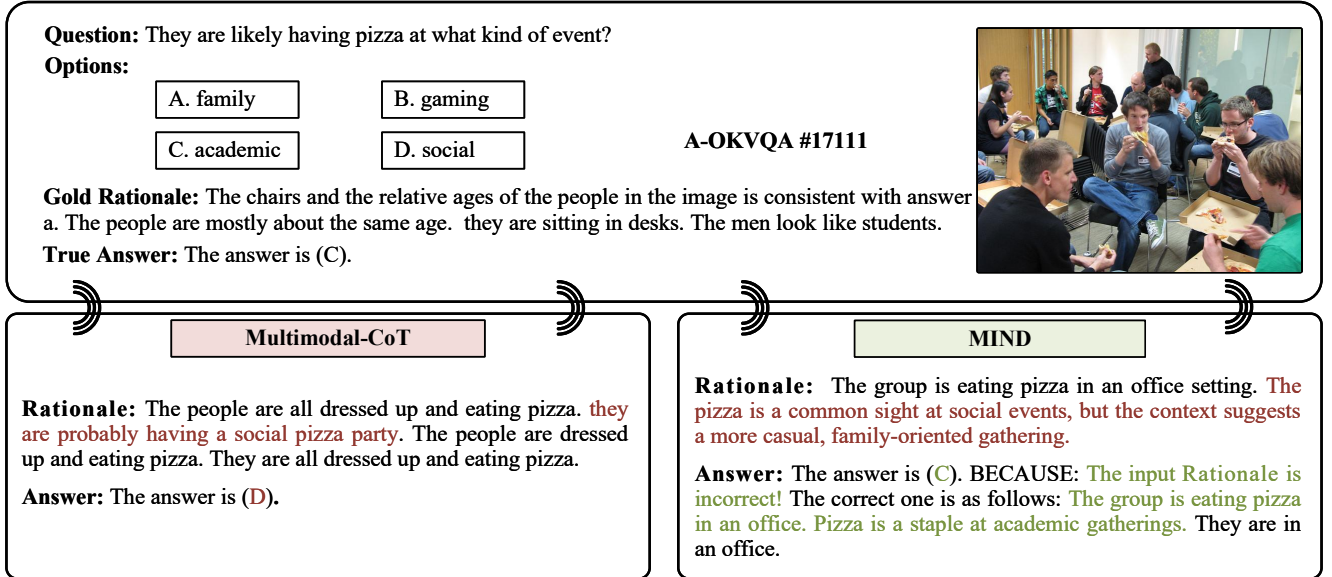 Question: They are likely having pizza at what kind of event?
Options:
A. family
B. gaming
C. academic
D. social
A-OKVQA #17111
Gold Rationale: The chairs and the relative ages of the people in the image is consistent with answer
a. The people are mostly about the same age. they are sitting in desks. The men look like students.
True Answer: The answer is (C).
Multimodal-CoT
Rationale: The people are all dressed up and eating pizza. they
are probably having a social pizza party. The people are dressed
up and eating pizza. They are all dressed up and eating pizza.
Answer: The answer is (D).
MIND
Rationale: The group is eating pizza in an office setting. The
pizza is a common sight at social events, but the context suggests
a more casual, family-oriented gathering.
Answer: The answer is (C). BECAUSE: The input Rationale is
incorrect! The correct one is as follows: The group is eating pizza
in an office. Pizza is a staple at academic gatherings. They are in
an office.